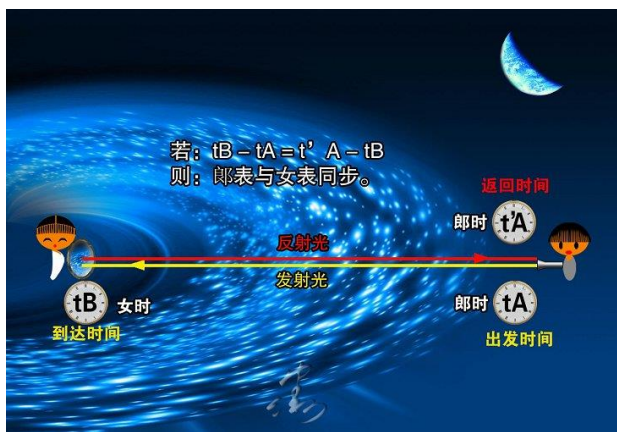 若：tB－tA＝t’A－tB
则：郎表与女表同步。
返回时间
郎时 t'A
反射光
发射光
tB 女时
郎时 tA
到达时间
出发时间